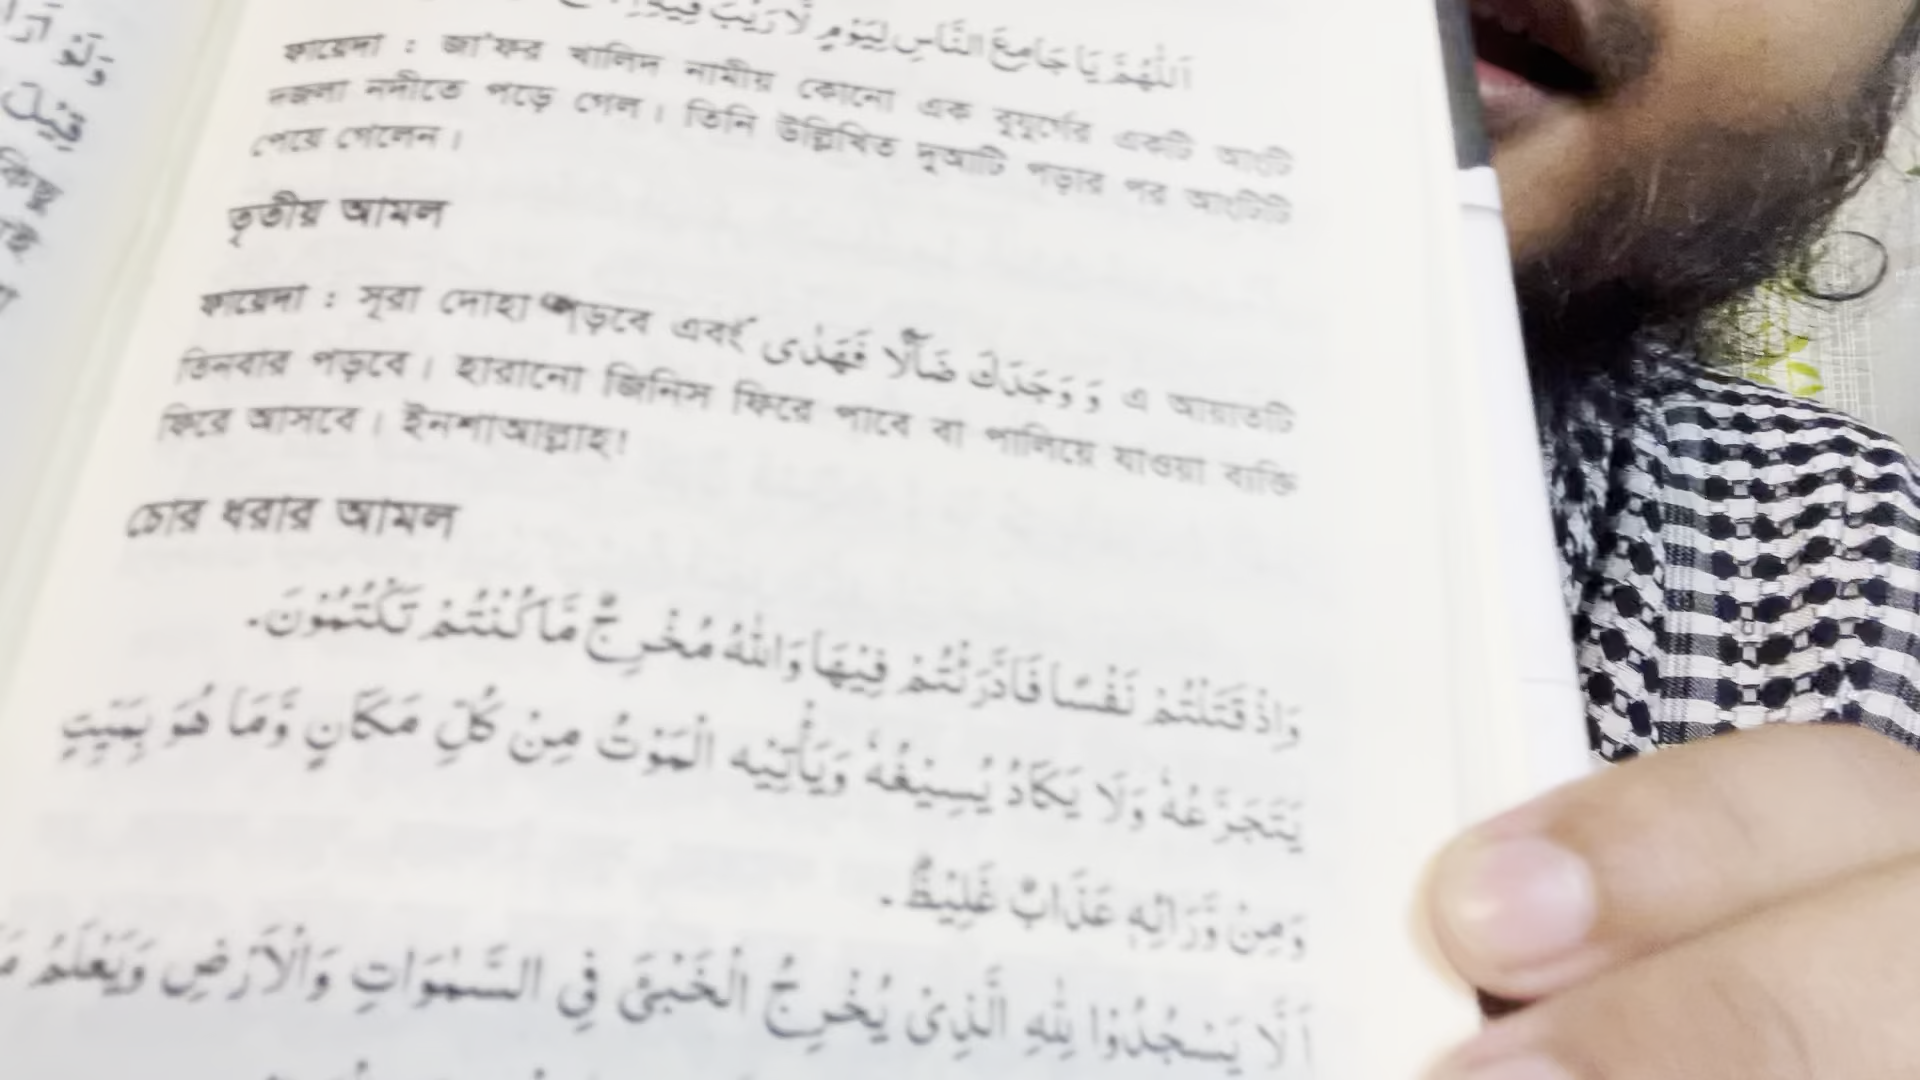 اَللّٰهُمَّ يَا جَامِعَ النَّاسِ لِيَوْمٍ لَّا رَيْبَ فِيْهِ
ফায়েদা : জা'ফর খালিদ নামীয় কোনো এক বুযুর্গের একটি আংটি
দজলা নদীতে পড়ে গেল। তিনি উল্লিখিত দুআটি পড়ার পর আংটিটি
পেয়ে গেলেন।
তৃতীয় আমল
ফায়েদা : সূরা দোহা পড়বে এবং وَوَجَدَكَ ضَآلًّا فَهَدٰى এ আয়াতটি
তিনবার পড়বে। হারানো জিনিস ফিরে পাবে বা পালিয়ে যাওয়া ব্যক্তি
ফিরে আসবে। ইনশাআল্লাহ!
চোর ধরার আমল
وَاِذْ قَتَلْتُمْ نَفْسًا فَادّٰرَءْتُمْ فِيْهَا وَاللّٰهُ مُخْرِجٌ مَّا كُنْتُمْ تَكْتُمُوْنَ۔
يَتَجَرَّعُهٗ وَلَا يَكَادُ يُسِيْغُهٗ وَيَأْتِيْهِ الْمَوْتُ مِنْ كُلِّ مَكَانٍ وَّمَا هُوَ بِمَيِّتٍ
وَمِنْ وَّرَآئِهٖ عَذَابٌ غَلِيْظٌ۔
اَلَّا يَسْجُدُوْا لِلّٰهِ الَّذِىْ يُخْرِجُ الْخَبْءَ فِى السَّمٰوَاتِ وَالْاَرْضِ وَيَعْلَمُ